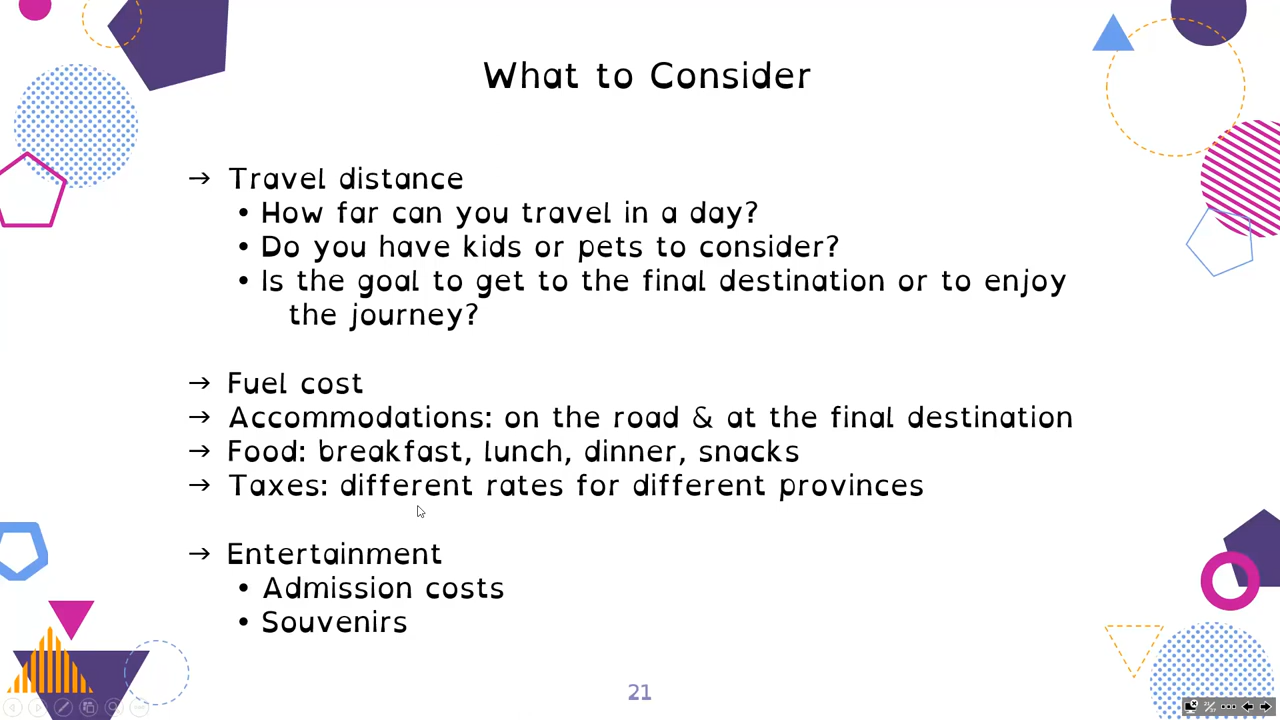 What to Consider
→ Travel distance
• How far can you travel in a day?
• Do you have kids or pets to consider?
• Is the goal to get to the final destination or to enjoy
the journey?
→ Fuel cost
→ Accommodations: on the road & at the final destination
→ Food: breakfast, lunch, dinner, snacks
→ Taxes: different rates for different provinces
→ Entertainment
• Admission costs
• Souvenirs
21